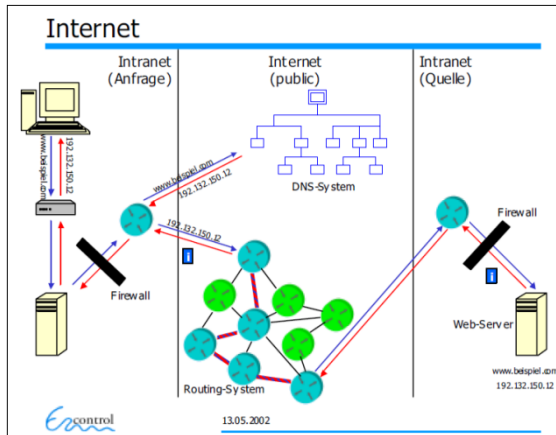 Internet
Intranet
(Anfrage)
Internet
(public)
Intranet
(Quelle)
www.beispiel.com
192.132.150.12
www.beispiel.com
192.132.150.12
DNS-System
192.132.150.12
i
Firewall
Firewall
i
Web-Server
www.beispiel.com
192.132.150.12
Routing-System
Ezcontrol
13.05.2002